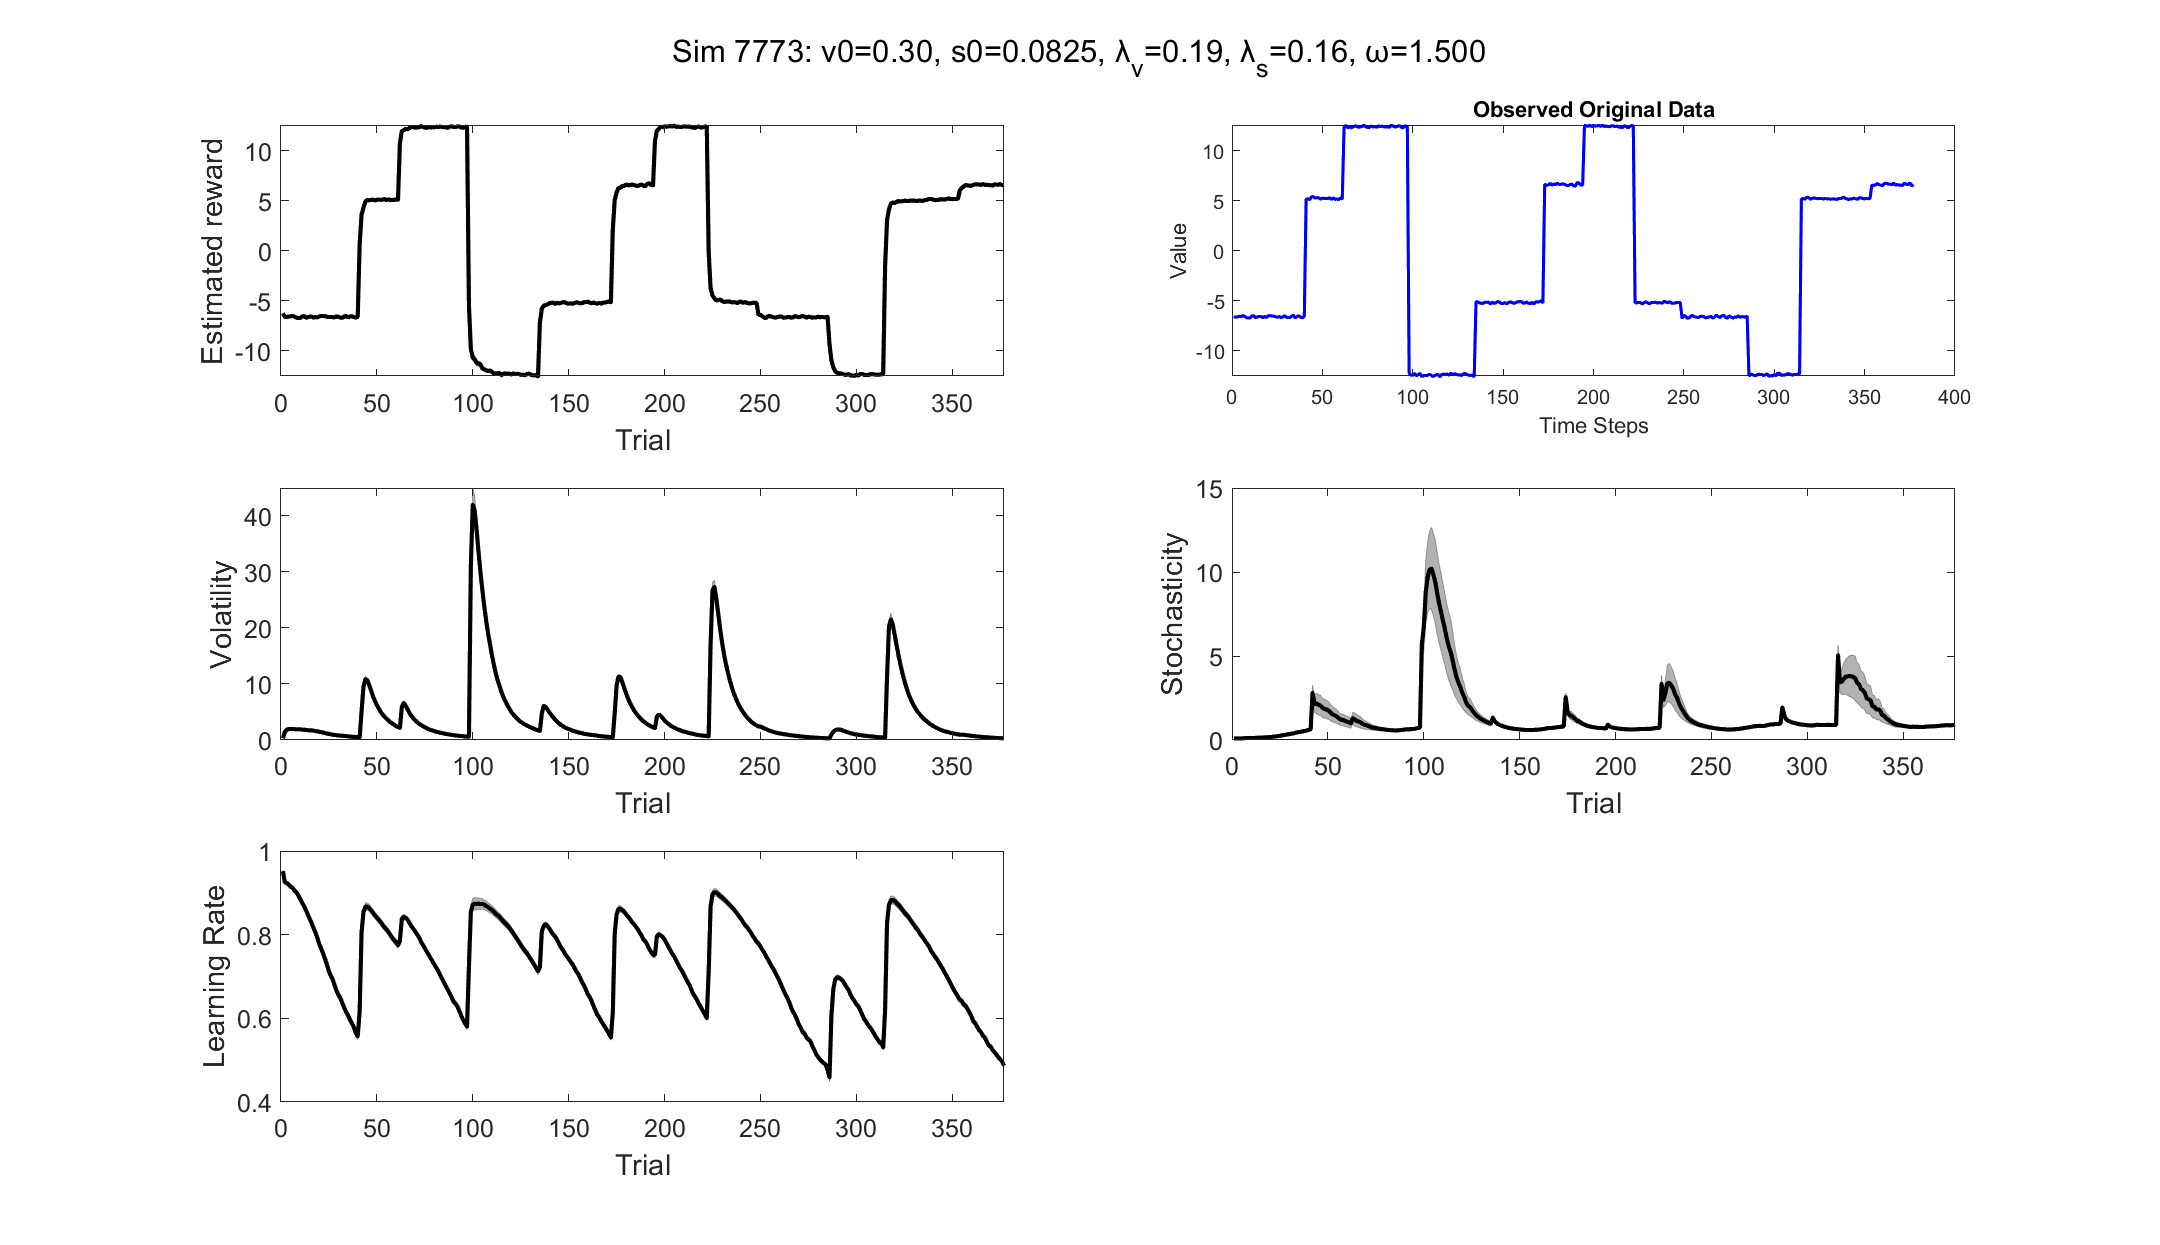 Sim 7773: v0=0.30, s0=0.0825, λ_v=0.19, λ_s=0.16, ω=1.500
Estimated reward
10
5
0
-5
-10
0 50 100 150 200 250 300 350
Trial
Observed Original Data
Value
10
5
0
-5
-10
0 50 100 150 200 250 300 350 400
Time Steps
Volatility
40
30
20
10
0
0 50 100 150 200 250 300 350
Trial
Stochasticity
15
10
5
0
0 50 100 150 200 250 300 350
Trial
Learning Rate
1
0.8
0.6
0.4
0 50 100 150 200 250 300 350
Trial